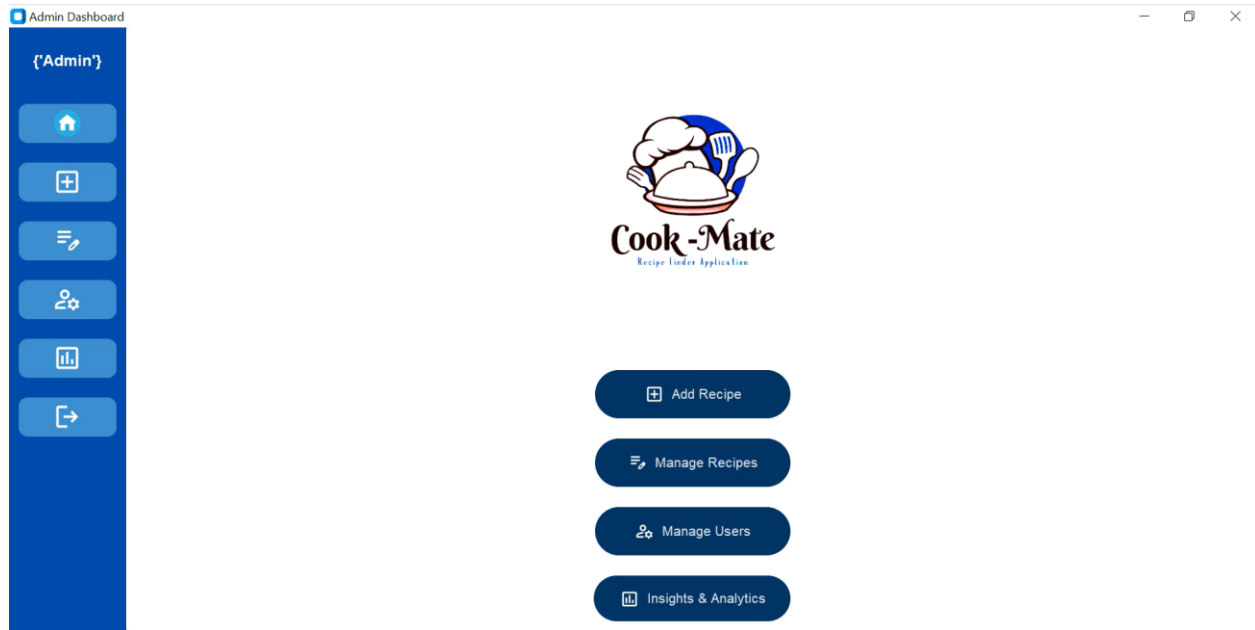 Admin Dashboard
{'Admin'}
Cook-Mate
Recipe Finder Application
Add Recipe
Manage Recipes
Manage Users
Insights & Analytics